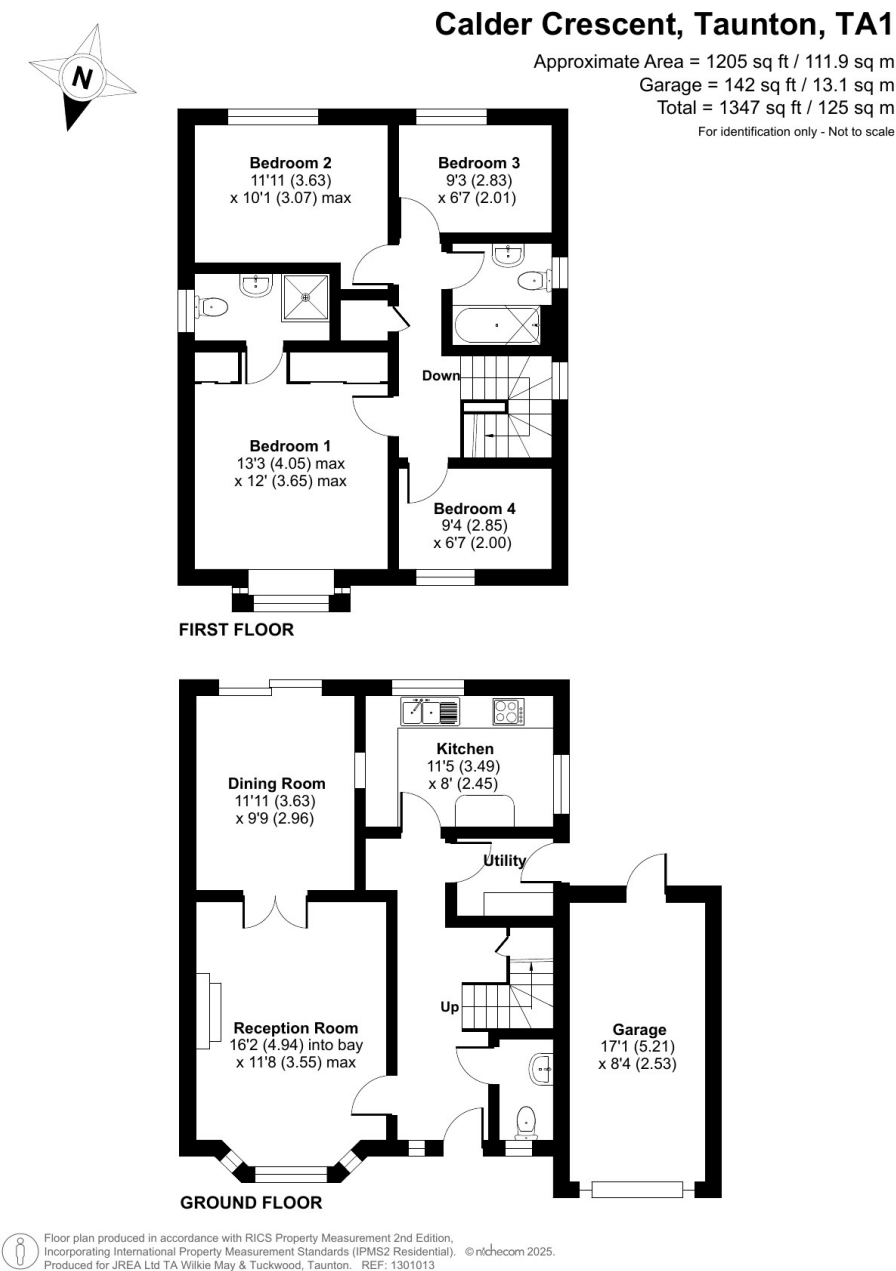 Calder Crescent, Taunton, TA1
Approximate Area = 1205 sq ft / 111.9 sq m
Garage = 142 sq ft / 13.1 sq m
Total = 1347 sq ft / 125 sq m
For identification only - Not to scale
N
Bedroom 2
11'11 (3.63)
x 10'1 (3.07) max
Bedroom 3
9'3 (2.83)
x 6'7 (2.01)
Down
Bedroom 1
13'3 (4.05) max
x 12' (3.65) max
Bedroom 4
9'4 (2.85)
x 6'7 (2.00)
FIRST FLOOR
Kitchen
11'5 (3.49)
x 8' (2.45)
Dining Room
11'11 (3.63)
x 9'9 (2.96)
Utility
Up
Reception Room
16'2 (4.94) into bay
x 11'8 (3.55) max
Garage
17'1 (5.21)
x 8'4 (2.53)
GROUND FLOOR
Floor plan produced in accordance with RICS Property Measurement 2nd Edition,
Incorporating International Property Measurement Standards (IPMS2 Residential). © nichecom 2025.
Produced for JREA Ltd TA Wilkie May & Tuckwood, Taunton. REF: 1301013